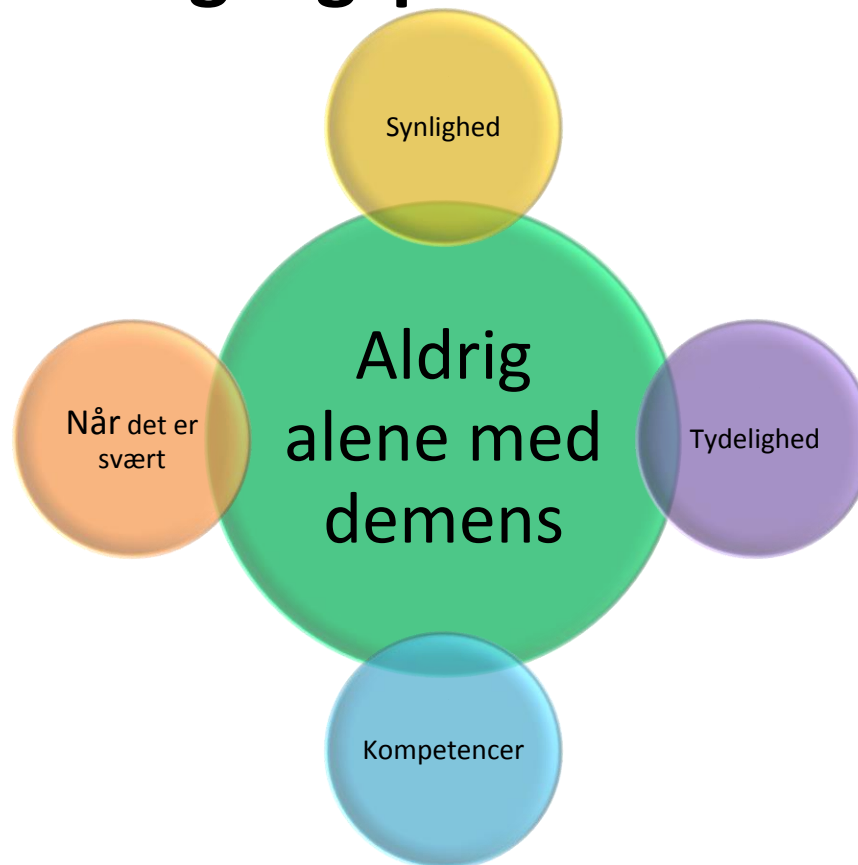 Synlighed
Aldrig
alene med
demens
Når det er
svært
Tydelighed
Kompetencer